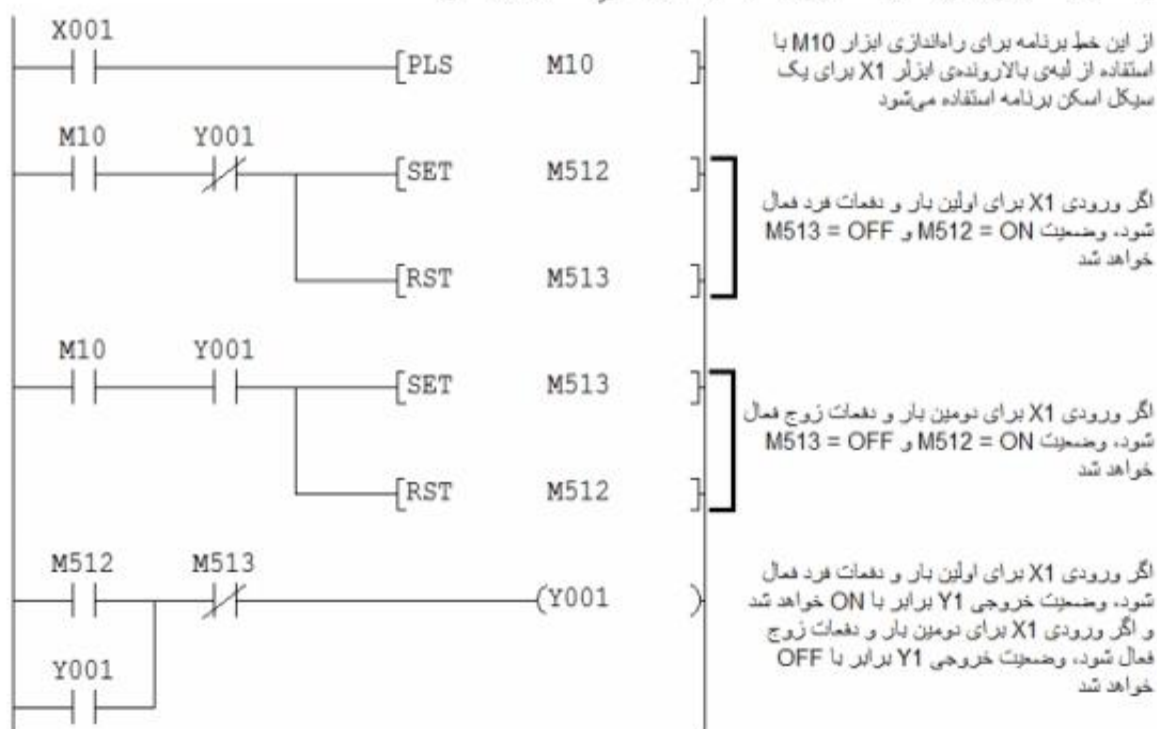 X001
[PLS M10 ]
از این خط برنامه برای راه‌اندازی ابزار M10 با
استفاده از لبه‌ی بالارونده‌ی ابزار X1 برای یک
سیکل اسکن برنامه استفاده می‌شود
M10 Y001
[SET M512 ]
[RST M513 ]
اگر ورودی X1 برای اولین بار و دفعات فرد فعال
شود، وضعیت M512 = ON و M513 = OFF
خواهد شد
M10 Y001
[SET M513 ]
[RST M512 ]
اگر ورودی X1 برای دومین بار و دفعات زوج فعال
شود، وضعیت M512 = ON و M513 = OFF
خواهد شد
M512 M513
(Y001 )
Y001
اگر ورودی X1 برای اولین بار و دفعات فرد فعال
شود، وضعیت خروجی Y1 برابر با ON خواهد شد
و اگر ورودی X1 برای دومین بار و دفعات زوج
فعال شود، وضعیت خروجی Y1 برابر با OFF
خواهد شد